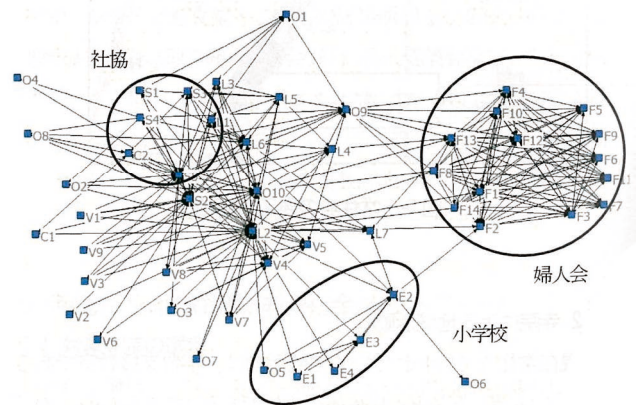 O1
社協
O4
S1
S3
L3
L5
O9
F4
F10
F5
S4
O8
F13
F12
F9
L6
L4
C2
F6
F8
F11
O2
S2
O10
F1
F7
F14
F3
V1
C1
L7
F2
V9
V5
V4
婦人会
V3
V8
E2
V2
O3
V7
小学校
V6
E3
O7
O5
E1
E4
O6